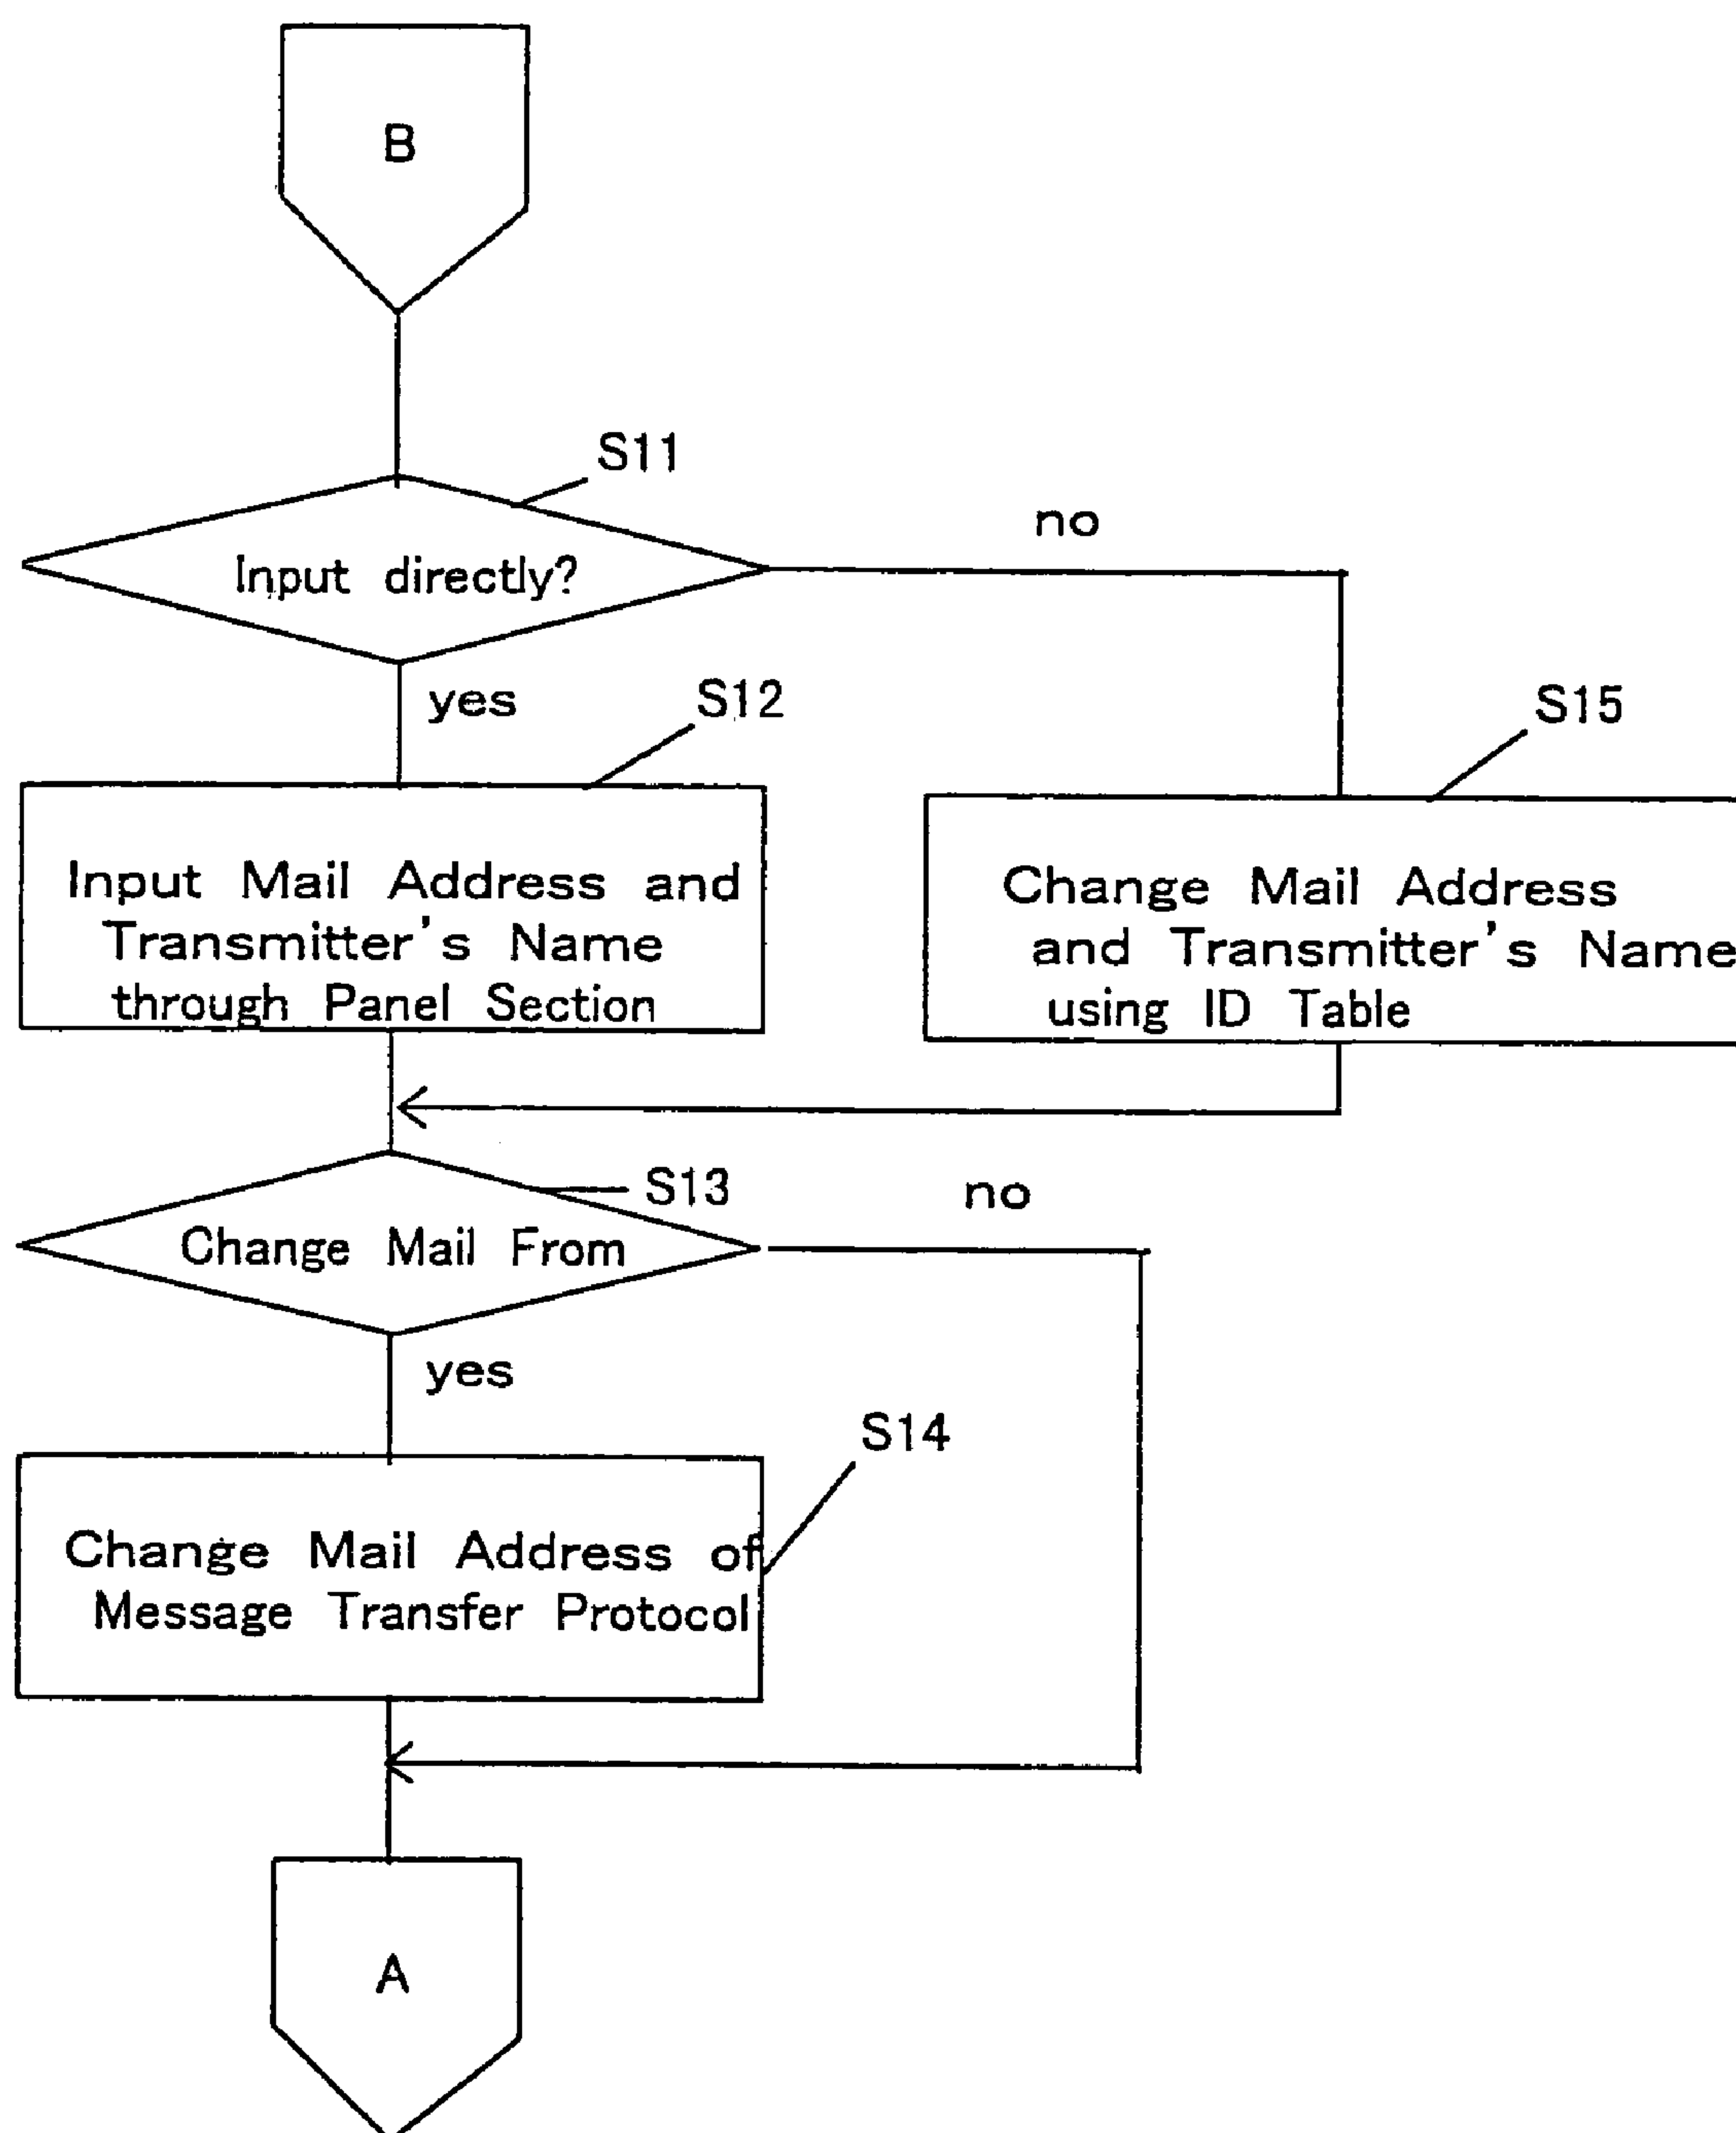 B
S11
no
Input directly?
yes
S12
S15
Input Mail Address and
Transmitter's Name
through Panel Section
Change Mail Address
and Transmitter's Name
using ID Table
S13
no
Change Mail From
yes
S14
Change Mail Address of
Message Transfer Protocol
A